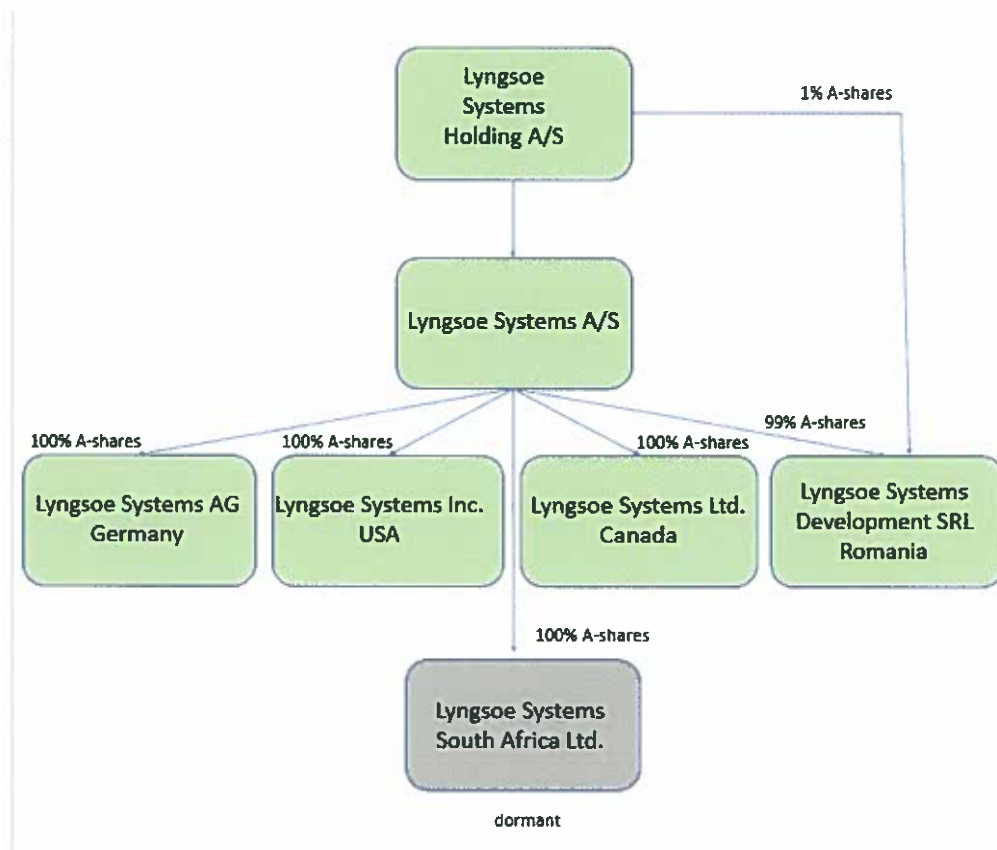 Lyngsoe
Systems
Holding A/S
1% A-shares
Lyngsoe Systems A/S
100% A-shares
100% A-shares
100% A-shares
99% A-shares
Lyngsoe Systems AG
Germany
Lyngsoe Systems Inc.
USA
Lyngsoe Systems Ltd.
Canada
Lyngsoe Systems
Development SRL
Romania
100% A-shares
Lyngsoe Systems
South Africa Ltd.
dormant